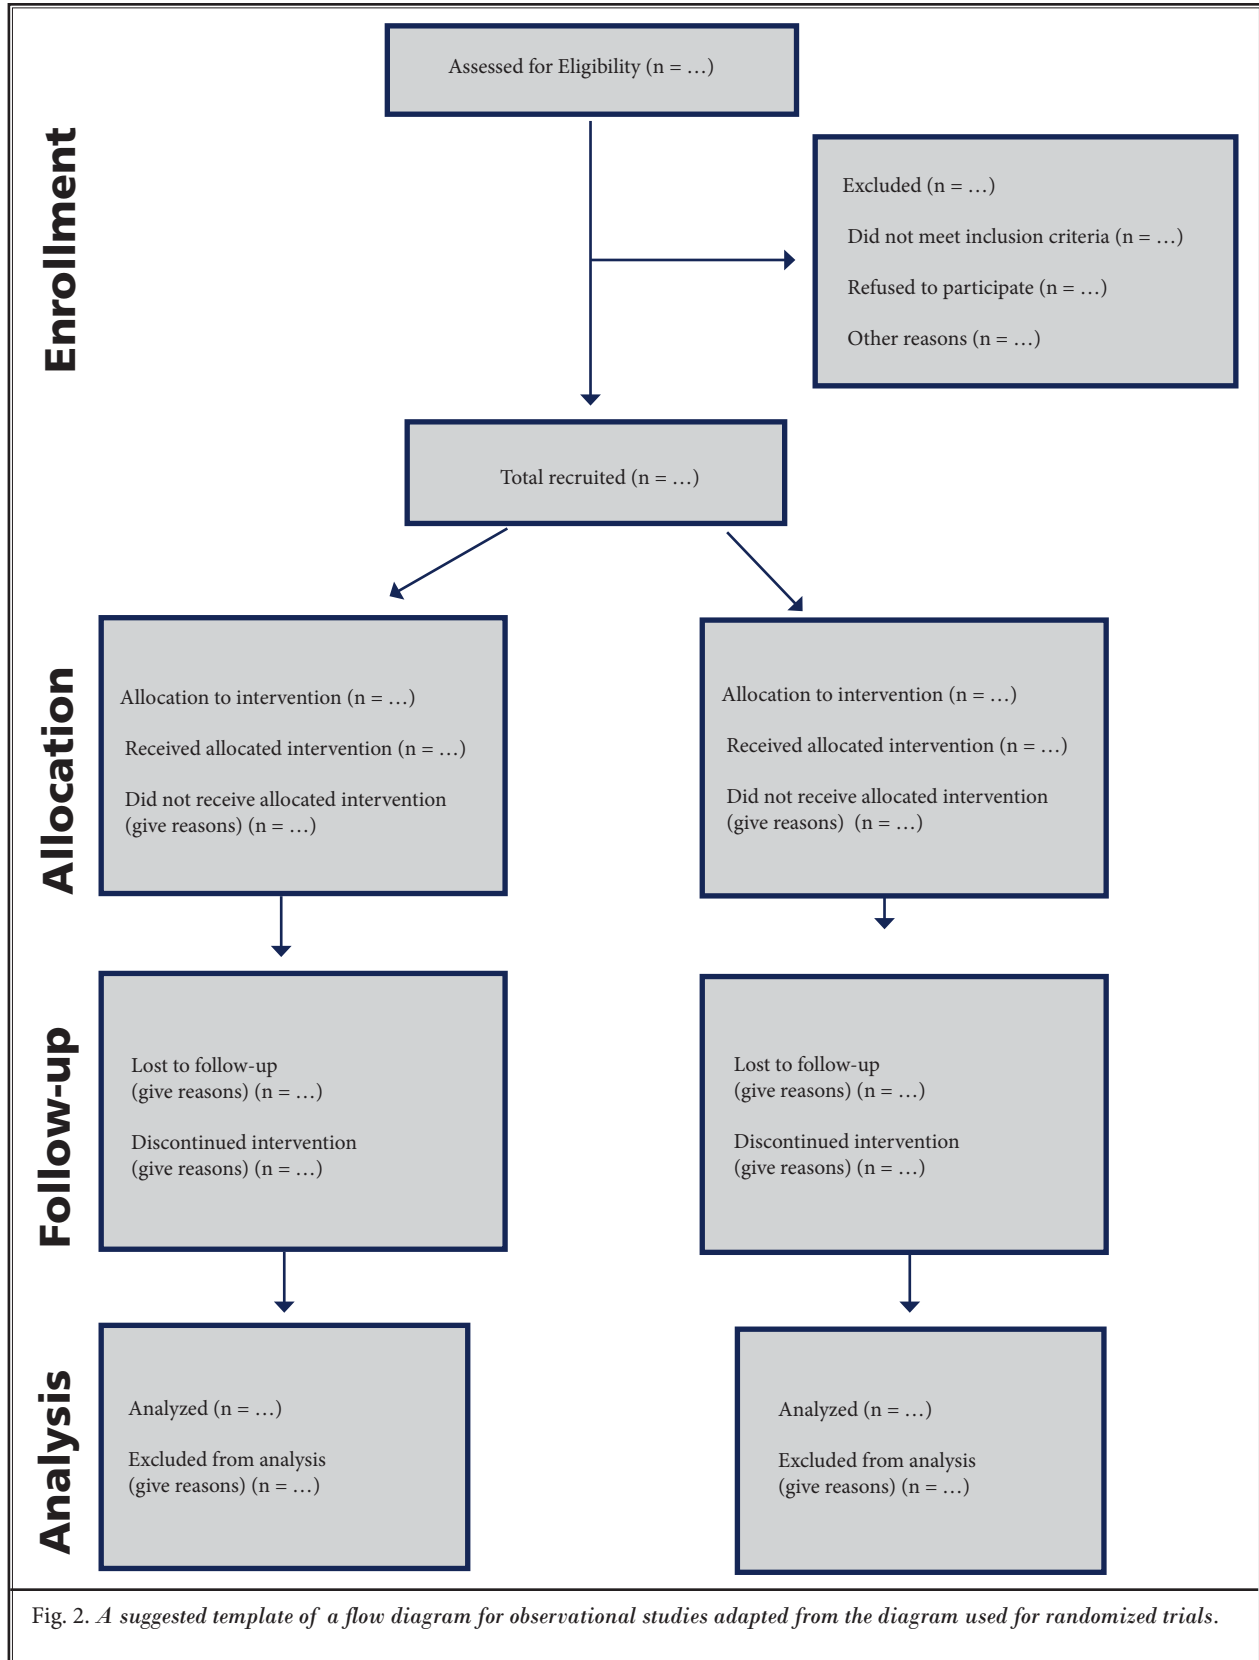 Enrollment
Assessed for Eligibility (n = …)
Excluded (n = …)
Did not meet inclusion criteria (n = …)
Refused to participate (n = …)
Other reasons (n = …)
Total recruited (n = …)
Allocation
Allocation to intervention (n = …)
Received allocated intervention (n = …)
Did not receive allocated intervention
(give reasons) (n = …)
Allocation to intervention (n = …)
Received allocated intervention (n = …)
Did not receive allocated intervention
(give reasons) (n = …)
Follow-up
Lost to follow-up
(give reasons) (n = …)
Discontinued intervention
(give reasons) (n = …)
Lost to follow-up
(give reasons) (n = …)
Discontinued intervention
(give reasons) (n = …)
Analysis
Analyzed (n = …)
Excluded from analysis
(give reasons) (n = …)
Analyzed (n = …)
Excluded from analysis
(give reasons) (n = …)
Fig. 2. A suggested template of a flow diagram for observational studies adapted from the diagram used for randomized trials.